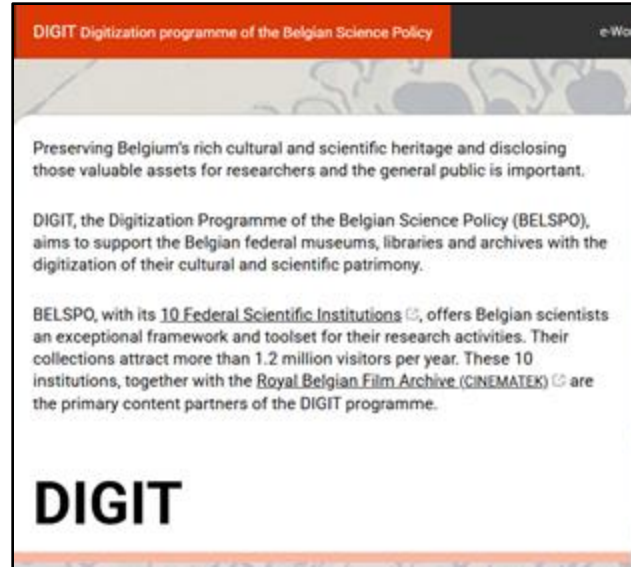 DIGIT Digitization programme of the Belgian Science Policy
e-Wo
Preserving Belgium's rich cultural and scientific heritage and disclosing
those valuable assets for researchers and the general public is important.
DIGIT, the Digitization Programme of the Belgian Science Policy (BELSPO),
aims to support the Belgian federal museums, libraries and archives with the
digitization of their cultural and scientific patrimony.
BELSPO, with its 10 Federal Scientific Institutions, offers Belgian scientists
an exceptional framework and toolset for their research activities. Their
collections attract more than 1.2 million visitors per year. These 10
institutions, together with the Royal Belgian Film Archive (CINEMATEK) are
the primary content partners of the DIGIT programme.
DIGIT